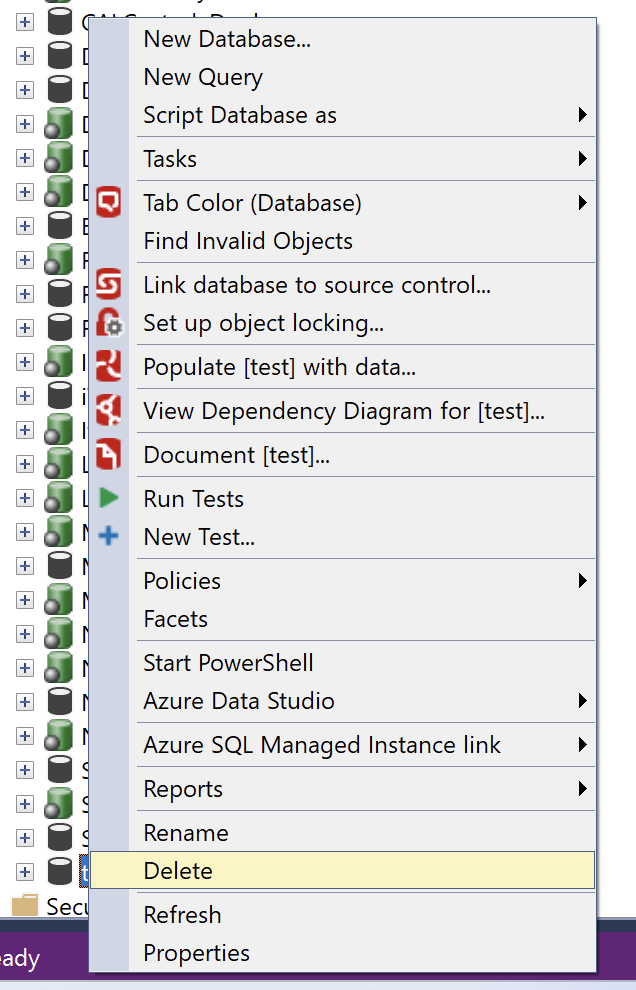 New Database...
New Query
Script Database as
Tasks
Tab Color (Database)
Find Invalid Objects
Link database to source control...
Set up object locking...
Populate [test] with data...
View Dependency Diagram for [test]...
Document [test]...
Run Tests
New Test...
Policies
Facets
Start PowerShell
Azure Data Studio
Azure SQL Managed Instance link
Reports
Rename
Delete
Secu
Refresh
eady
Properties